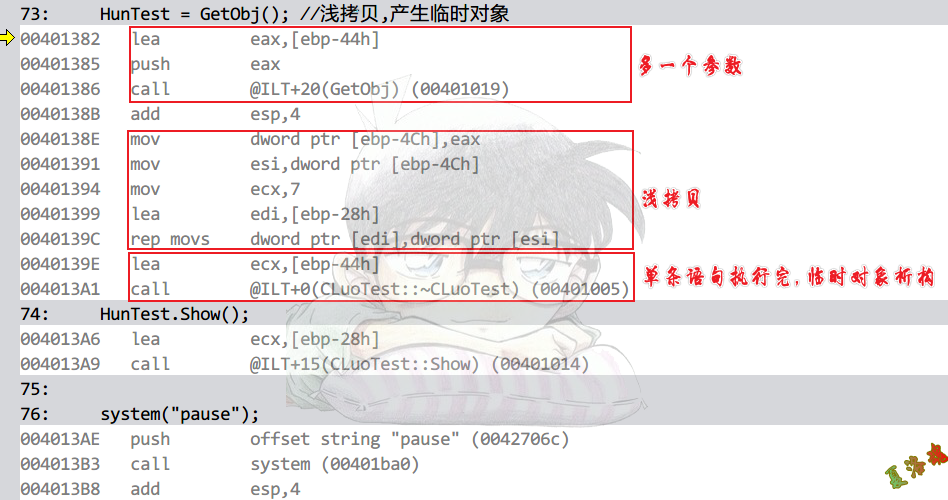 73: HunTest = GetObj(); //浅拷贝,产生临时对象
00401382 lea eax,[ebp-44h]
00401385 push eax
多一个参数
00401386 call @ILT+20(GetObj) (00401019)
0040138B add esp,4
0040138E mov dword ptr [ebp-4Ch],eax
00401391 mov esi,dword ptr [ebp-4Ch]
00401394 mov ecx,7
浅拷贝
00401399 lea edi,[ebp-28h]
0040139C rep movs dword ptr [edi],dword ptr [esi]
0040139E lea ecx,[ebp-44h]
单条语句执行完,临时对象析构
004013A1 call @ILT+0(CLuoTest::~CLuoTest) (00401005)
74: HunTest.Show();
004013A6 lea ecx,[ebp-28h]
004013A9 call @ILT+15(CLuoTest::Show) (00401014)
75:
76: system("pause");
004013AE push offset string "pause" (0042706c)
004013B3 call system (00401ba0)
004013B8 add esp,4